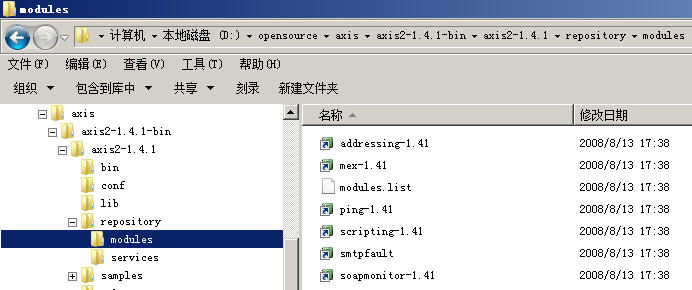 modules
计算机 本地磁盘 (D:) opensource axis axis2-1.4.1-bin axis2-1.4.1 repository modules
文件(F) 编辑(E) 查看(V) 工具(T) 帮助(H)
组织 包含到库中 共享 刻录 新建文件夹
axis
axis2-1.4.1-bin
axis2-1.4.1
bin
conf
lib
repository
modules
services
samples
名称 修改日期
addressing-1.41 2008/8/13 17:38
mex-1.41 2008/8/13 17:38
modules.list 2008/8/13 17:38
ping-1.41 2008/8/13 17:38
scripting-1.41 2008/8/13 17:38
smtpfault 2008/8/13 17:38
soapmonitor-1.41 2008/8/13 17:38